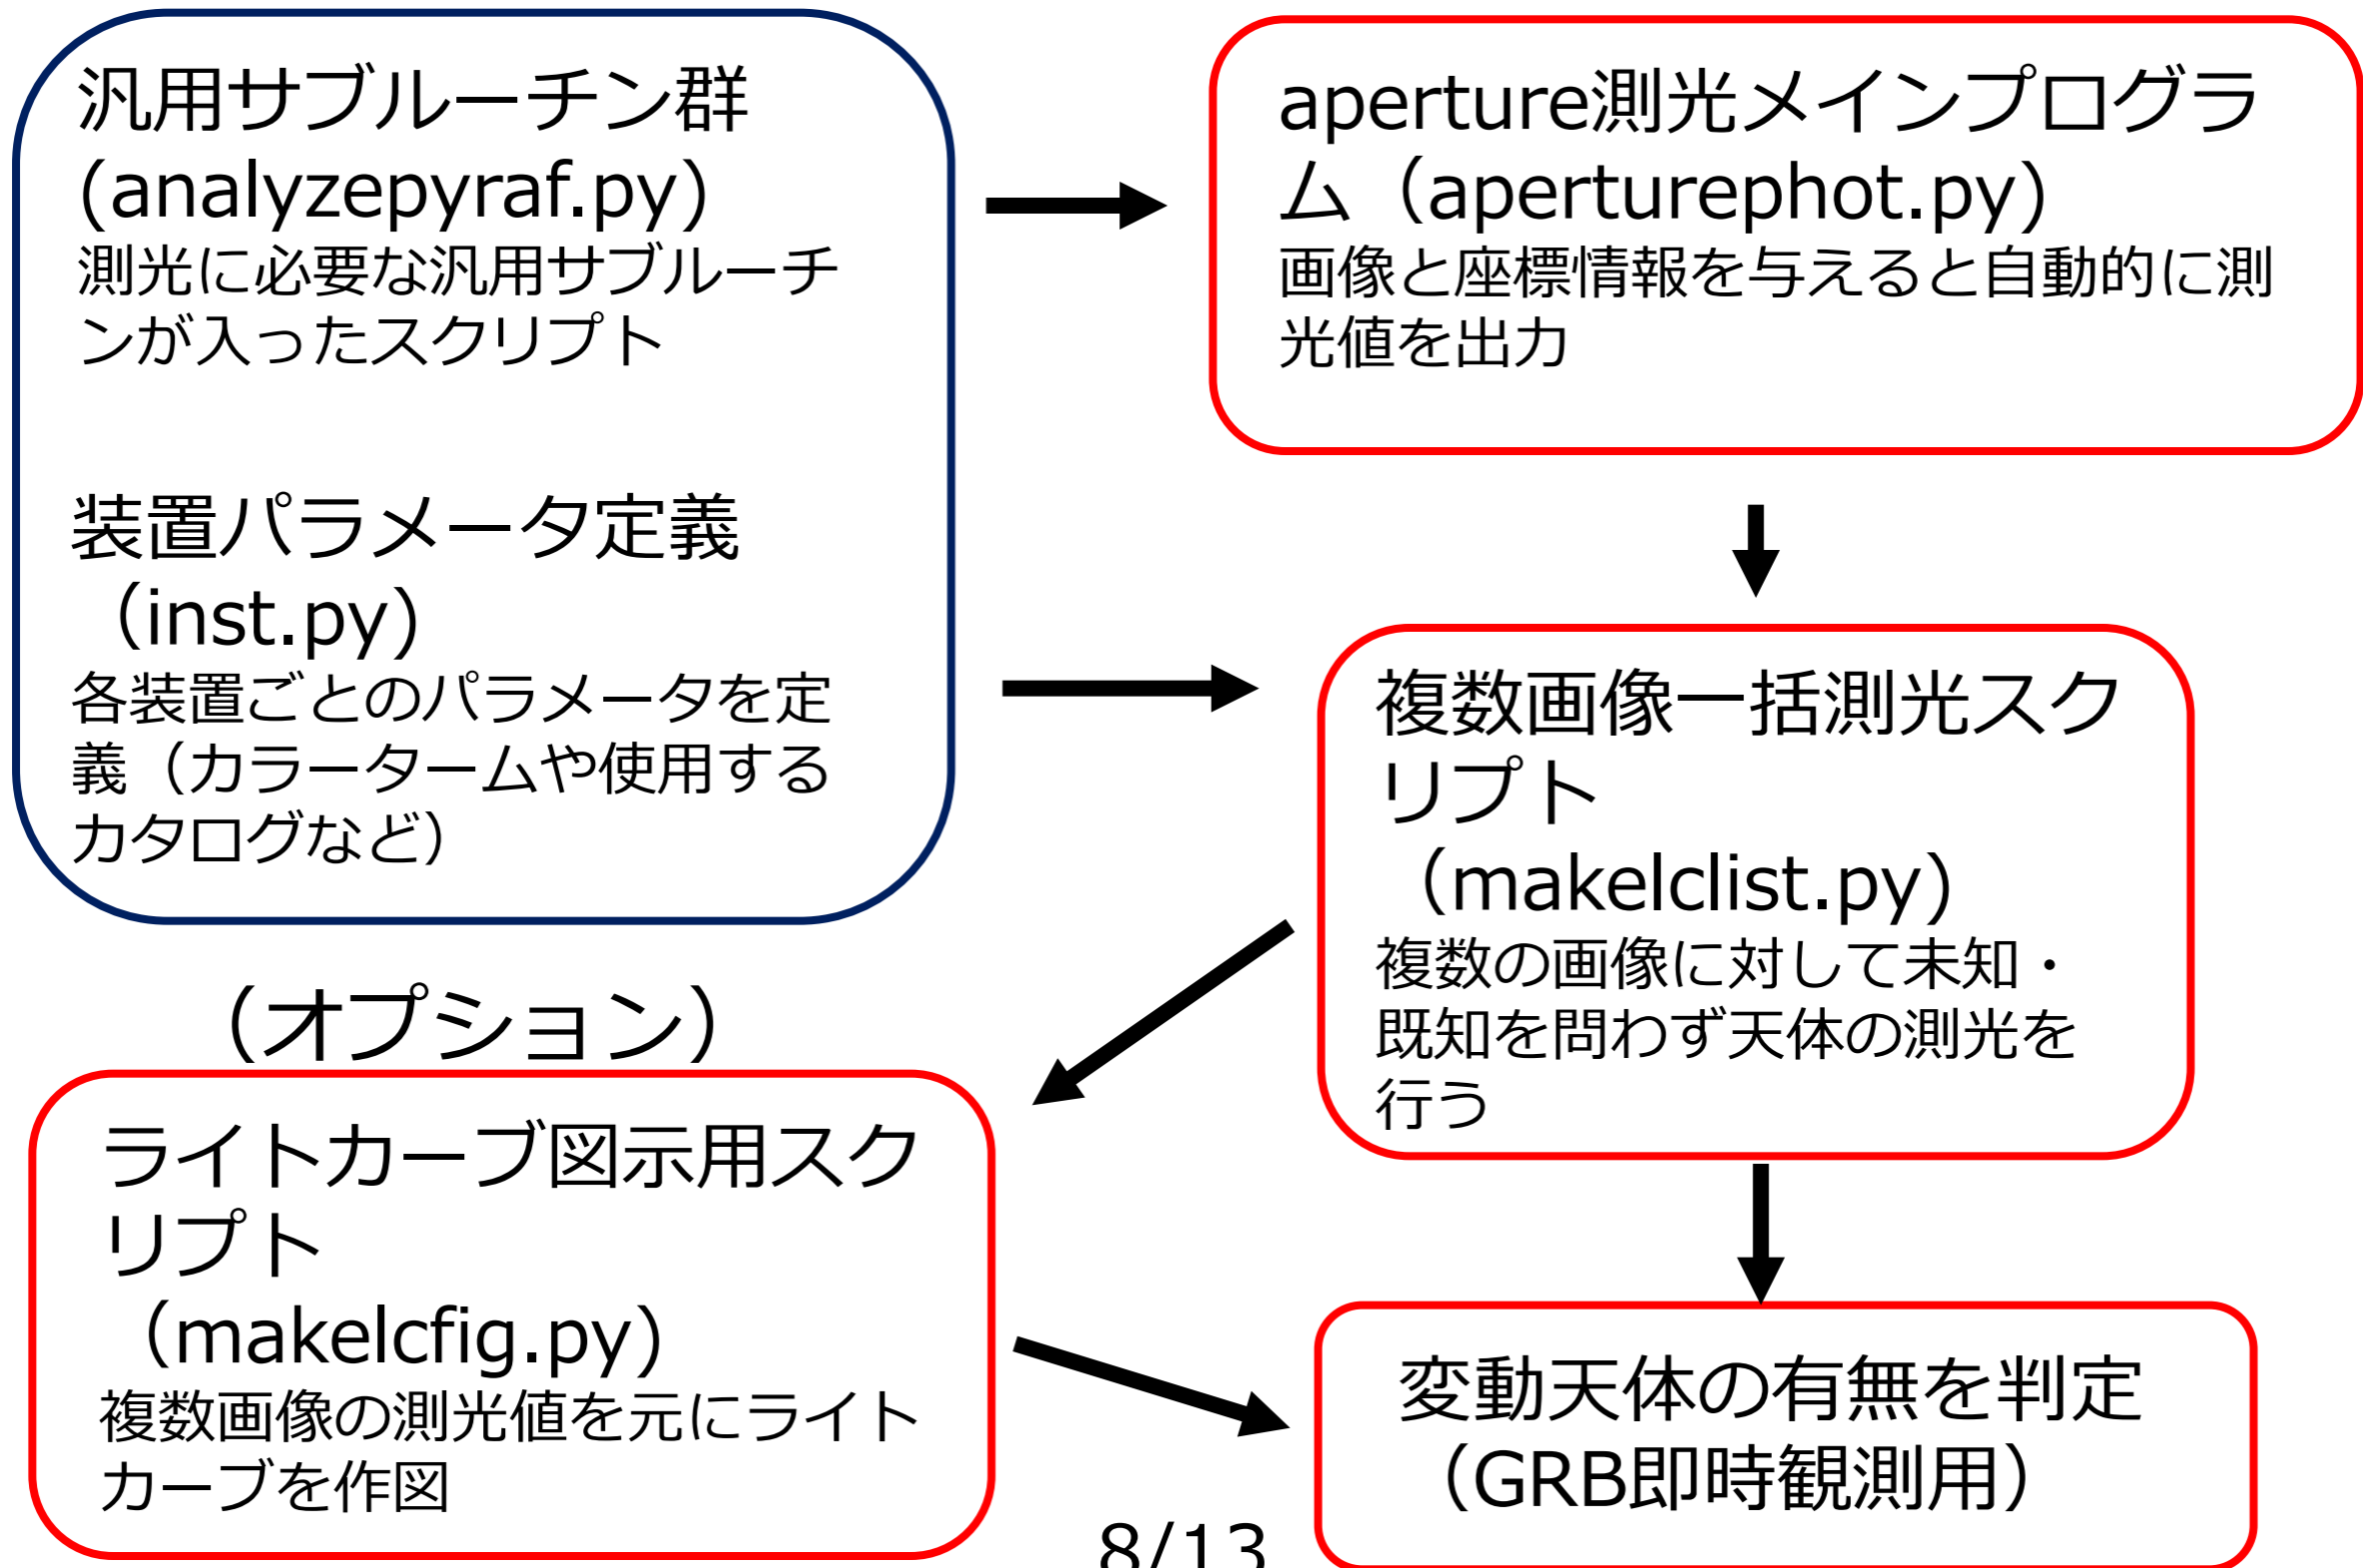 汎用サブルーチン群
（analyzepyraf.py）
測光に必要な汎用サブルーチ
ンが入ったスクリプト
装置パラメータ定義
（inst.py）
各装置ごとのパラメータを定
義（カラータームや使用する
カタログなど）
aperture測光メインプログラ
ム（aperturephot.py）
画像と座標情報を与えると自動的に測
光値を出力
複数画像一括測光スク
リプト
（makelclist.py）
複数の画像に対して未知・
既知を問わず天体の測光を
行う
（オプション）
ライトカーブ図示用スク
リプト
（makelcfig.py）
複数画像の測光値を元にライト
カーブを作図
変動天体の有無を判定
（GRB即時観測用）
8/13